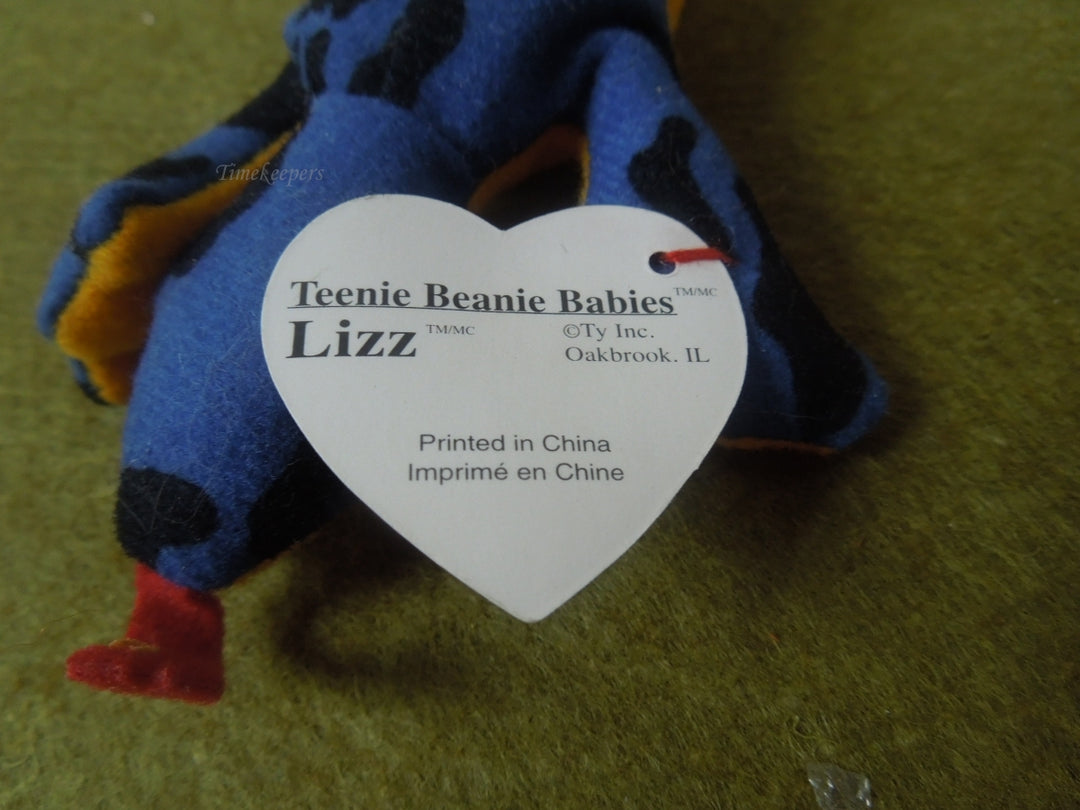 Timekeepers
Teenie Beanie Babies TM/MC
Lizz TM/MC
©Ty Inc.
Oakbrook. IL
Printed in China
Imprimé en Chine